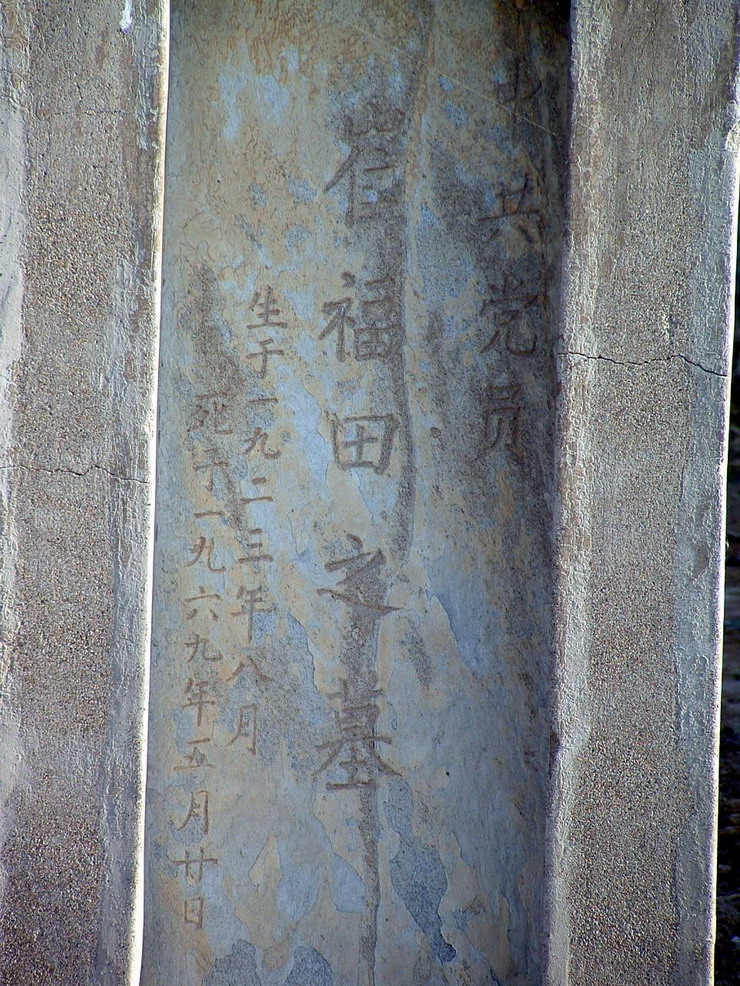 中共党员
崔福田之墓
生于一九二三年八月
死于一九六九年五月廿日